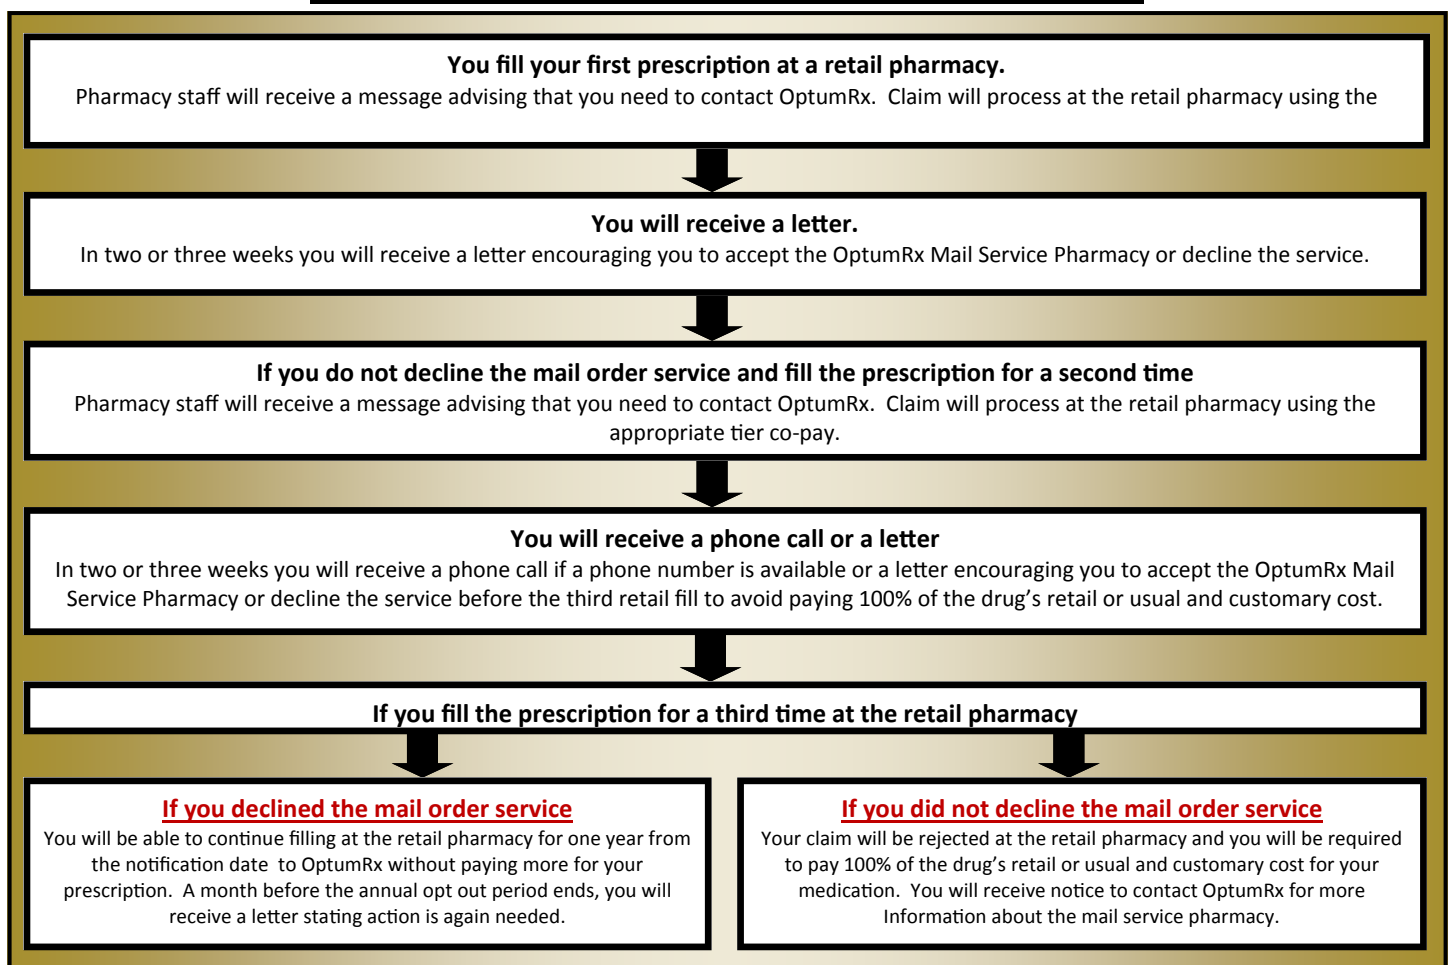 You fill your first prescription at a retail pharmacy.
Pharmacy staff will receive a message advising that you need to contact OptumRx.  Claim will process at the retail pharmacy using the
You will receive a letter.
In two or three weeks you will receive a letter encouraging you to accept the OptumRx Mail Service Pharmacy or decline the service.
If you do not decline the mail order service and fill the prescription for a second time
Pharmacy staff will receive a message advising that you need to contact OptumRx.  Claim will process at the retail pharmacy using the
appropriate tier co-pay.
You will receive a phone call or a letter
In two or three weeks you will receive a phone call if a phone number is available or a letter encouraging you to accept the OptumRx Mail
Service Pharmacy or decline the service before the third retail fill to avoid paying 100% of the drug’s retail or usual and customary cost.
If you fill the prescription for a third time at the retail pharmacy
If you declined the mail order service
You will be able to continue filling at the retail pharmacy for one year from
the notification date  to OptumRx without paying more for your
prescription.  A month before the annual opt out period ends, you will
receive a letter stating action is again needed.
If you did not decline the mail order service
Your claim will be rejected at the retail pharmacy and you will be required
to pay 100% of the drug’s retail or usual and customary cost for your
medication.  You will receive notice to contact OptumRx for more
Information about the mail service pharmacy.